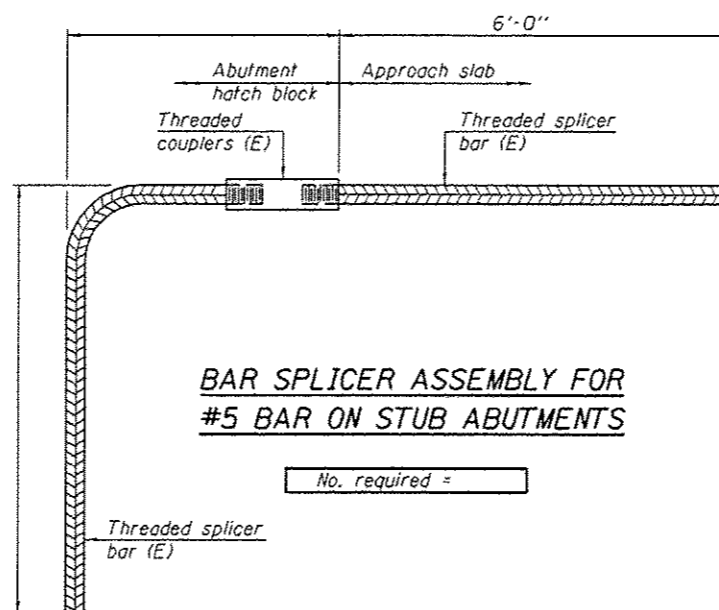 6'-0"
Abutment
hatch block
Approach slab
Threaded
couplers (E)
Threaded splicer
bar (E)
BAR SPLICER ASSEMBLY FOR
#5 BAR ON STUB ABUTMENTS
No. required =
Threaded splicer
bar (E)